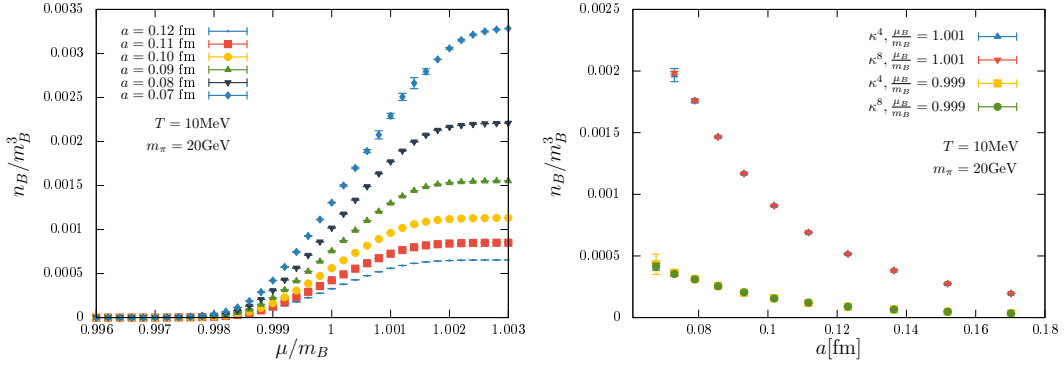 0.0035
0.003
0.0025
0.002
0.0015
0.001
0.0005
0
n_B/m_B^3
a = 0.12 fm
a = 0.11 fm
a = 0.10 fm
a = 0.09 fm
a = 0.08 fm
a = 0.07 fm
T = 10MeV
m_π = 20GeV
0.996 0.997 0.998 0.999 1 1.001 1.002 1.003
μ/m_B
0.0025
0.002
0.0015
0.001
0.0005
0
n_B/m_B^3
κ^4, μ_B/m_B = 1.001
κ^8, μ_B/m_B = 1.001
κ^4, μ_B/m_B = 0.999
κ^8, μ_B/m_B = 0.999
T = 10MeV
m_π = 20GeV
0.08 0.1 0.12 0.14 0.16 0.18
a[fm]